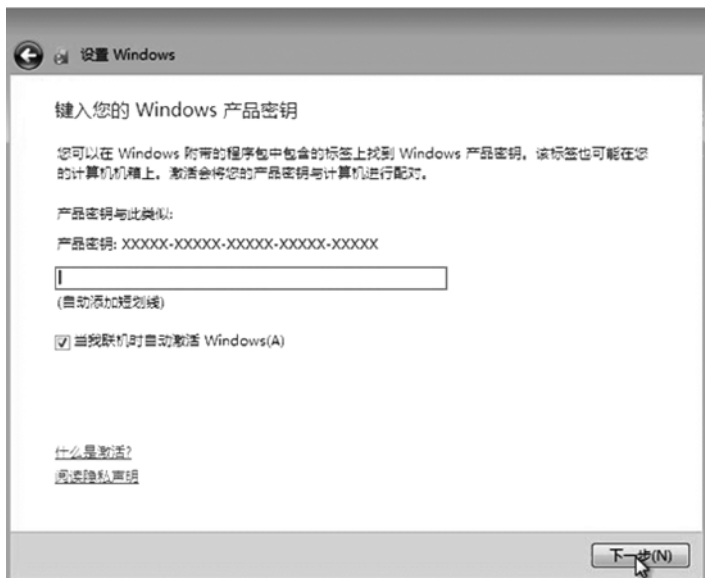 设置 Windows
键入您的 Windows 产品密钥
您可以在 Windows 附带的程序包中包含的标签上找到 Windows 产品密钥。该标签也可能在您
的计算机机箱上。激活会将您的产品密钥与计算机进行配对。
产品密钥与此类似:
产品密钥: XXXXX-XXXXX-XXXXX-XXXXX-XXXXX
(自动添加短划线)
当我联机时自动激活 Windows(A)
什么是激活?
阅读隐私声明
下一步(N)